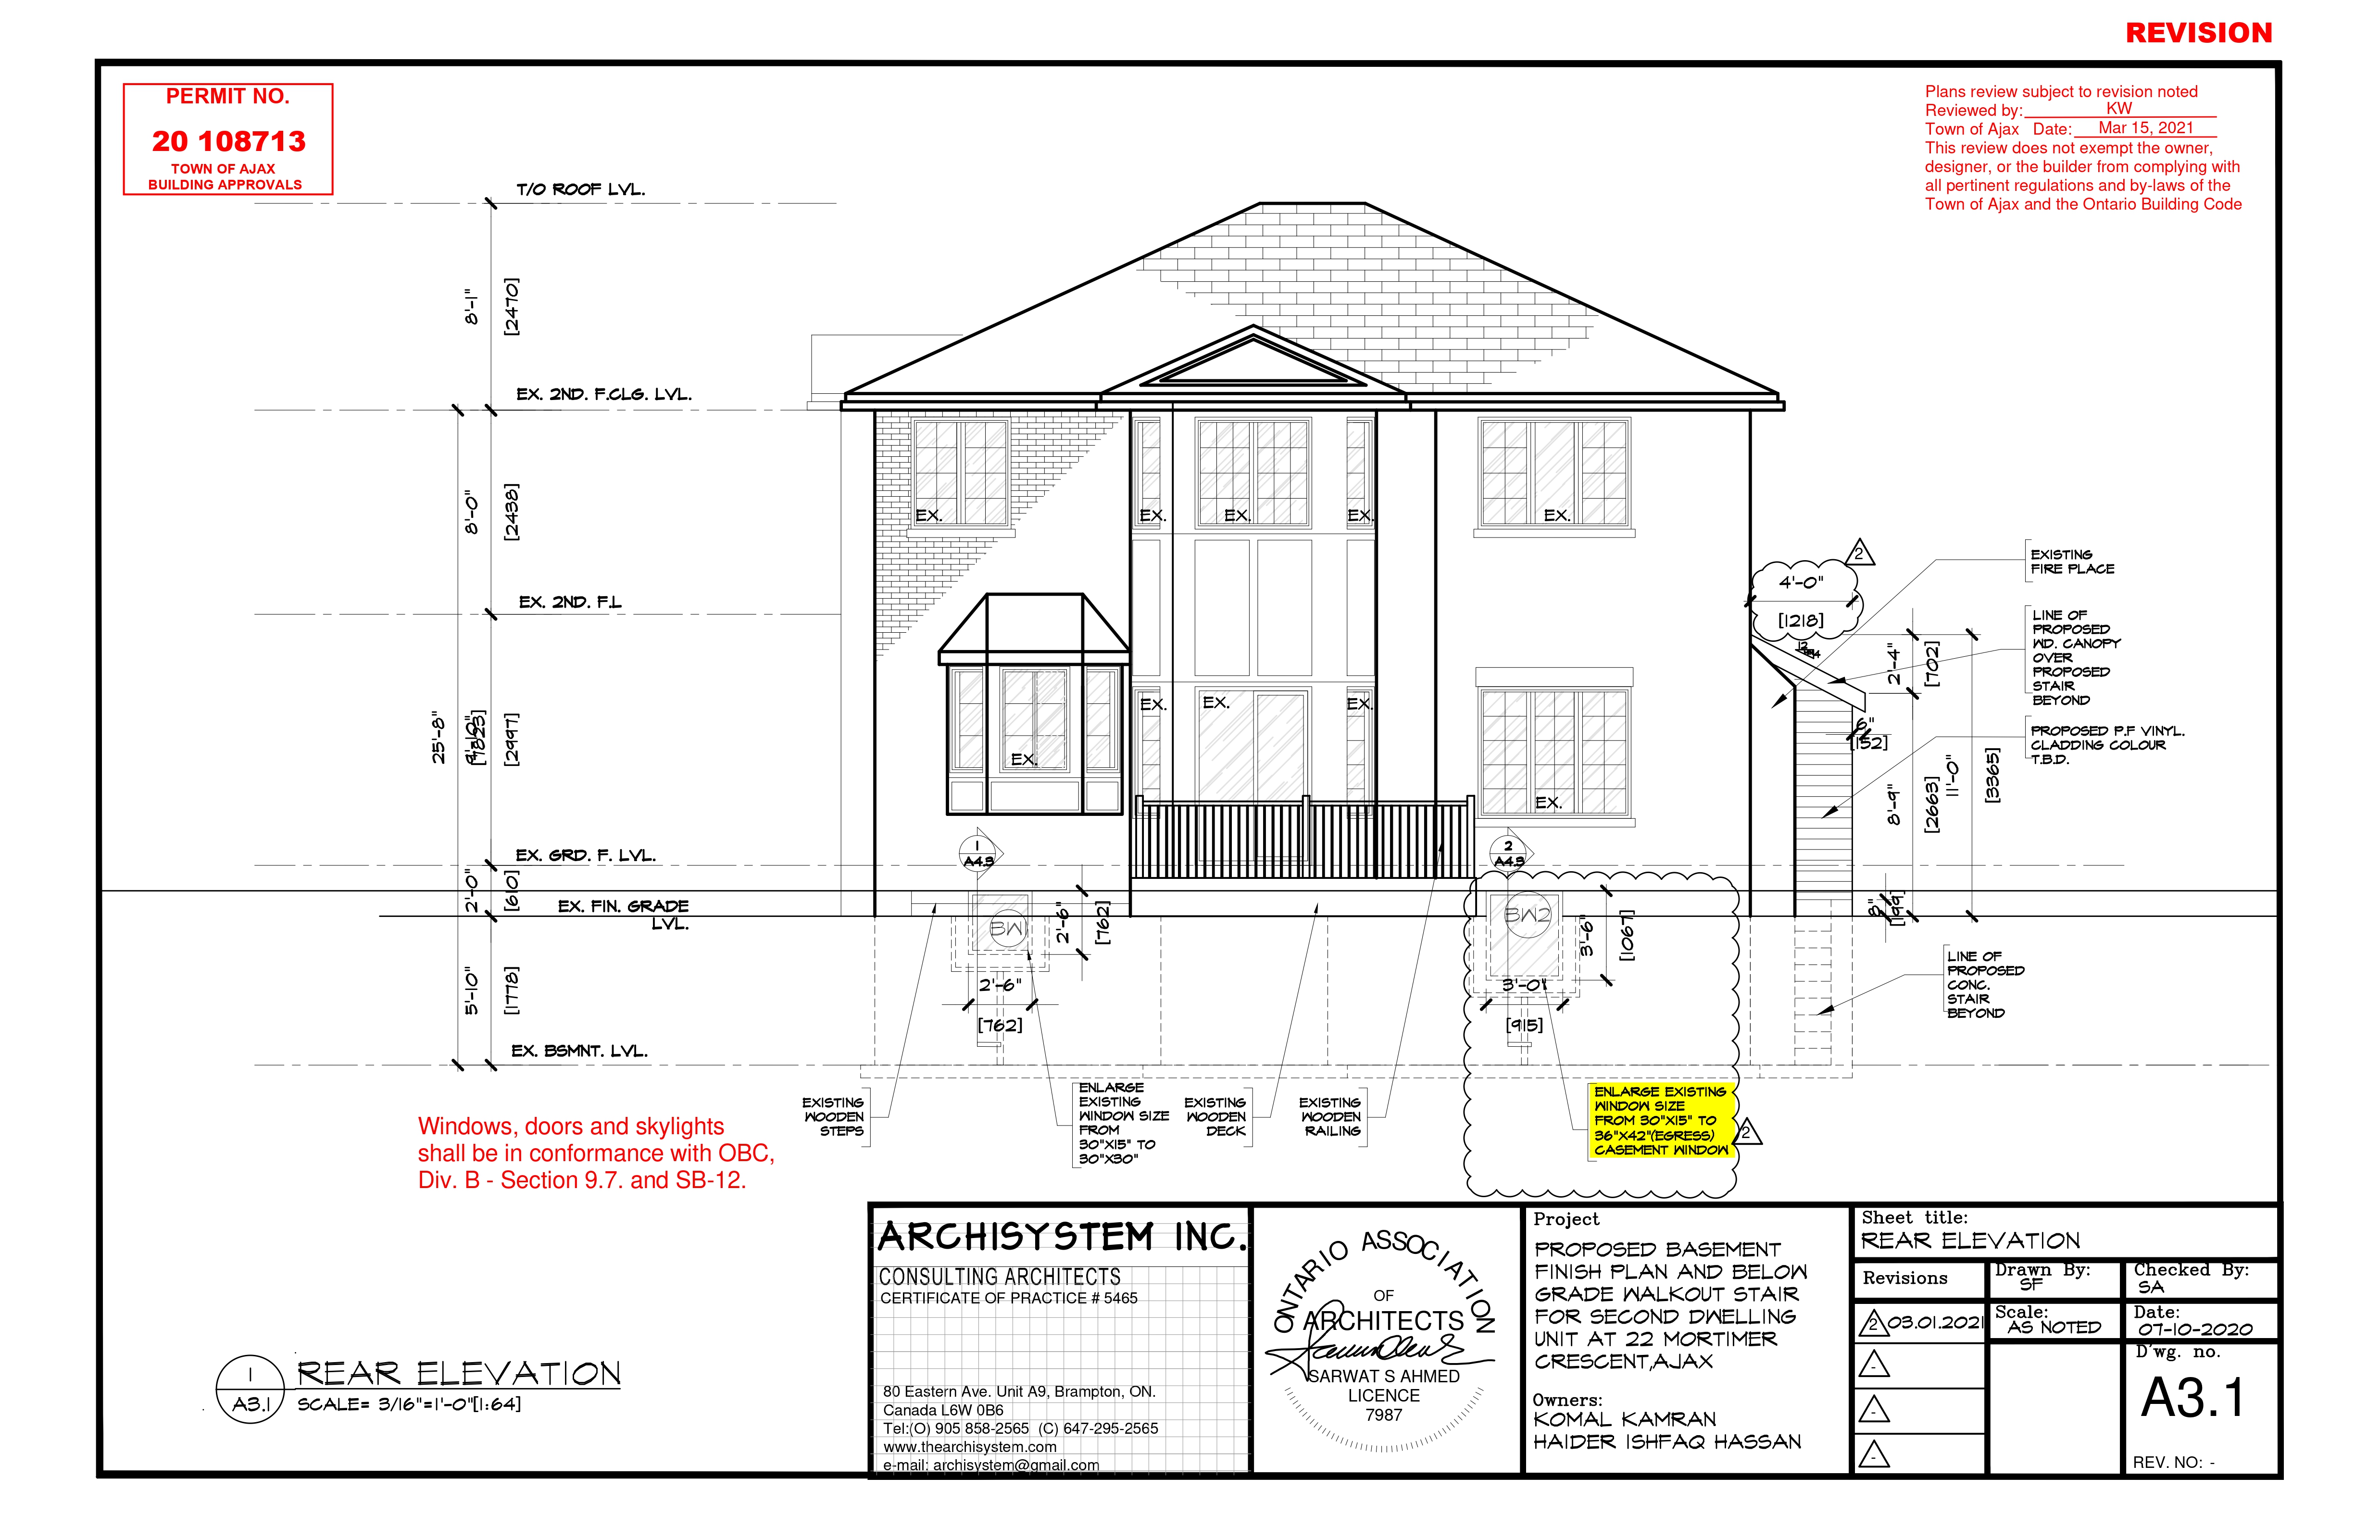 REVISION
PERMIT NO.
20 108713
TOWN OF AJAX
BUILDING APPROVALS
Plans review subject to revision noted
Reviewed by: KW
Town of Ajax Date: Mar 15, 2021
This review does not exempt the owner,
designer, or the builder from complying with
all pertinent regulations and by-laws of the
Town of Ajax and the Ontario Building Code
T/O ROOF LVL.
8'-1"
[2470]
EX. 2ND. F.CLG. LVL.
8'-0"
[2438]
EX. 2ND. F.L
25'-8"
[7823]
9'-10"
[2997]
EX. GRD. F. LVL.
2'-0"
[610]
EX. FIN. GRADE
LVL.
5'-10"
[1778]
EX. BSMNT. LVL.
EX.
EX.
EX.
EX.
EX.
EX.
EX.
EX.
EX.
EX.
2
4'-0"
[1218]
12
2'-4"
[702]
6"
[152]
8'-9"
[2663]
11'-0"
[3365]
8"
[199]
EXISTING
FIRE PLACE
LINE OF
PROPOSED
WD. CANOPY
OVER
PROPOSED
STAIR
BEYOND
PROPOSED P.F VINYL.
CLADDING COLOUR
T.B.D.
LINE OF
PROPOSED
CONC.
STAIR
BEYOND
1
A4.3
2
A4.3
BW
2'-6"
[762]
2'-6"
[762]
BW2
3'-6"
[1067]
3'-0"
[915]
EXISTING
WOODEN
STEPS
ENLARGE
EXISTING
WINDOW SIZE
FROM
30"X15" TO
30"X30"
EXISTING
WOODEN
DECK
EXISTING
WOODEN
RAILING
ENLARGE EXISTING
WINDOW SIZE
FROM 30"X15" TO
36"X42"(EGRESS)
CASEMENT WINDOW
2
Windows, doors and skylights
shall be in conformance with OBC,
Div. B - Section 9.7. and SB-12.
1
A3.1
REAR ELEVATION
SCALE= 3/16"=1'-0"[1:64]
ARCHISYSTEM INC.
CONSULTING ARCHITECTS
CERTIFICATE OF PRACTICE # 5465
80 Eastern Ave. Unit A9, Brampton, ON.
Canada L6W 0B6
Tel:(O) 905 858-2565 (C) 647-295-2565
www.thearchisystem.com
e-mail: archisystem@gmail.com
ONTARIO ASSOCIATION
OF
ARCHITECTS
SARWAT S AHMED
LICENCE
7987
Project
PROPOSED BASEMENT
FINISH PLAN AND BELOW
GRADE WALKOUT STAIR
FOR SECOND DWELLING
UNIT AT 22 MORTIMER
CRESCENT,AJAX
Owners:
KOMAL KAMRAN
HAIDER ISHFAQ HASSAN
Sheet title:
REAR ELEVATION
Revisions
Drawn By:
SF
Checked By:
SA
2 03.01.2021
-
-
-
Scale:
AS NOTED
Date:
07-10-2020
D'wg. no.
A3.1
REV. NO: -